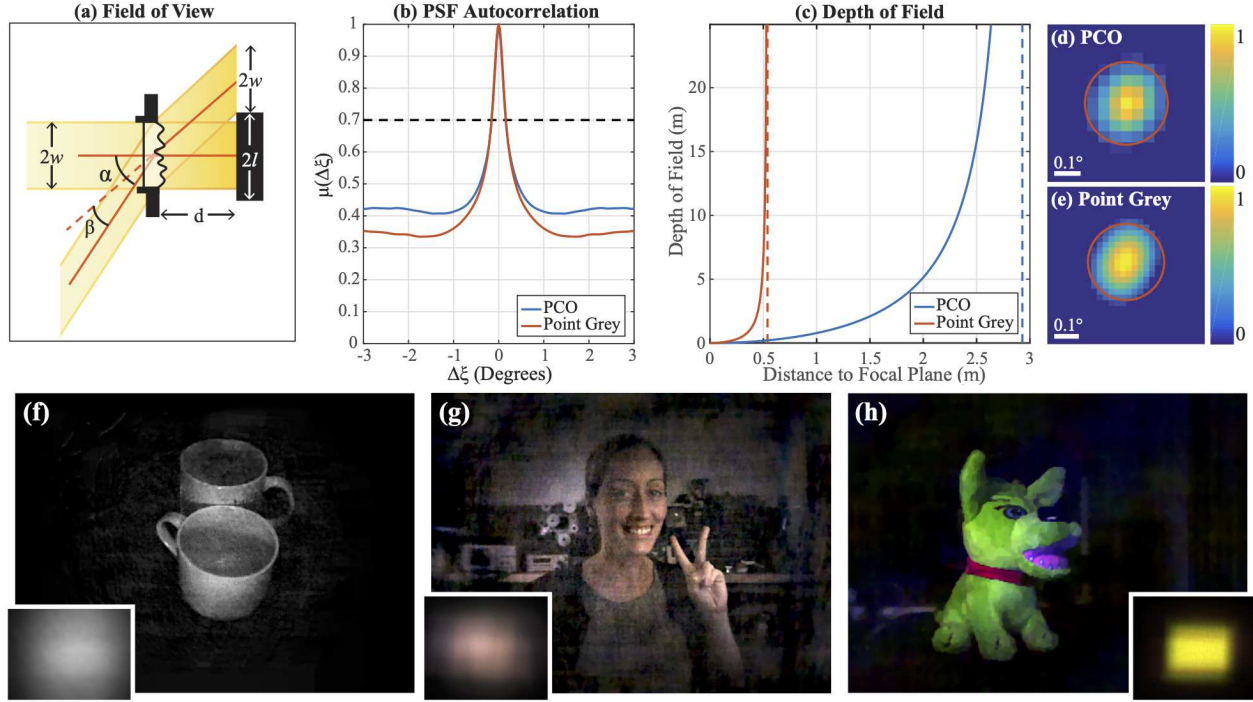 (a) Field of View
2w
2w
2l
α
β
d
(b) PSF Autocorrelation
μ(Δξ)
1
0.9
0.8
0.7
0.6
0.5
0.4
0.3
0.2
0.1
0
PCO
Point Grey
-3 -2 -1 0 1 2 3
Δξ (Degrees)
(c) Depth of Field
Depth of Field (m)
20
15
10
5
0
PCO
Point Grey
0 0.5 1 1.5 2 2.5 3
Distance to Focal Plane (m)
(d) PCO
0.1°
1
0
(e) Point Grey
0.1°
1
0
(f)
(g)
(h)